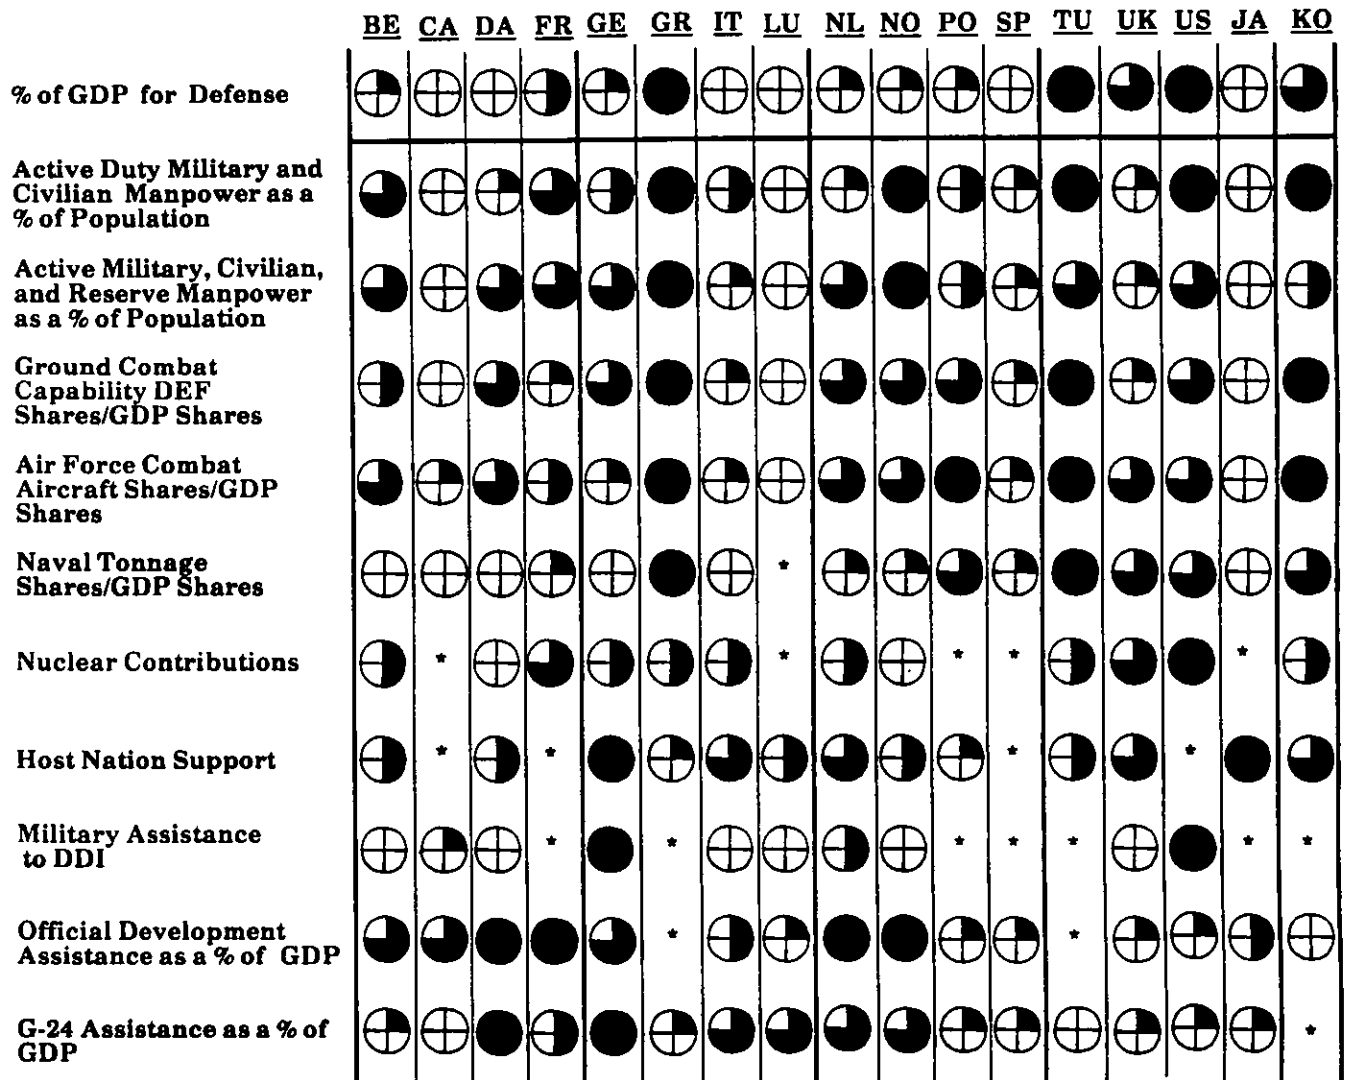 BE CA DA FR GE GR IT LU NL NO PO SP TU UK US JA KO
% of GDP for Defense
Active Duty Military and
Civilian Manpower as a
% of Population
Active Military, Civilian,
and Reserve Manpower
as a % of Population
Ground Combat
Capability DEF
Shares/GDP Shares
Air Force Combat
Aircraft Shares/GDP
Shares
Naval Tonnage
Shares/GDP Shares
*
Nuclear Contributions
* * * * *
Host Nation Support
* * * *
Military Assistance
to DDI
* * * * * * *
Official Development
Assistance as a % of GDP
* *
G-24 Assistance as a % of
GDP
*